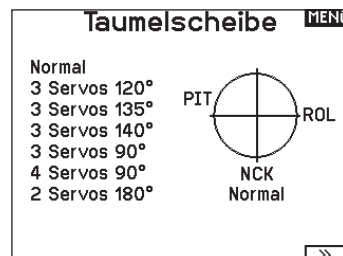 Taumelscheibe
MENÜ
Normal
3 Servos 120°
3 Servos 135°
3 Servos 140°
3 Servos 90°
4 Servos 90°
2 Servos 180°
PIT
ROL
NCK
Normal
>>